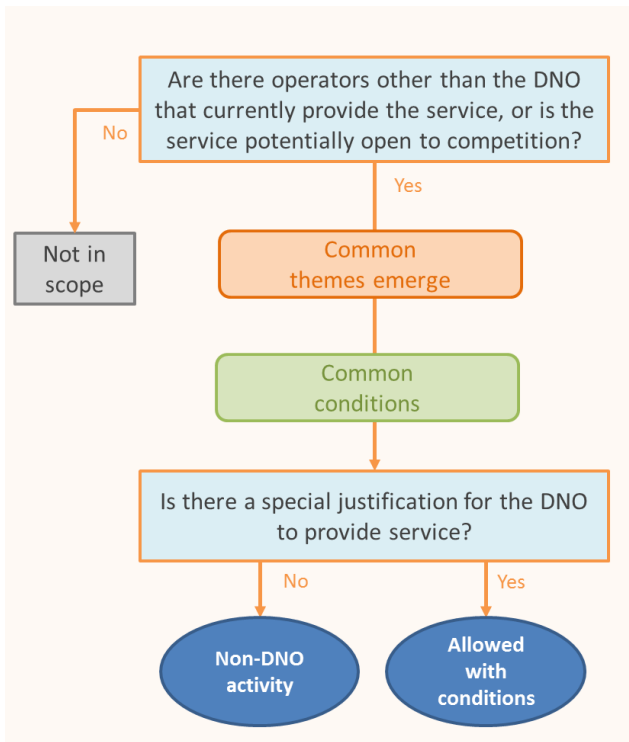 Are there operators other than the DNO
that currently provide the service, or is the
service potentially open to competition?
No
Yes
Not in
scope
Common
themes emerge
Common
conditions
Is there a special justification for the DNO
to provide service?
No
Yes
Non-DNO
activity
Allowed
with
conditions